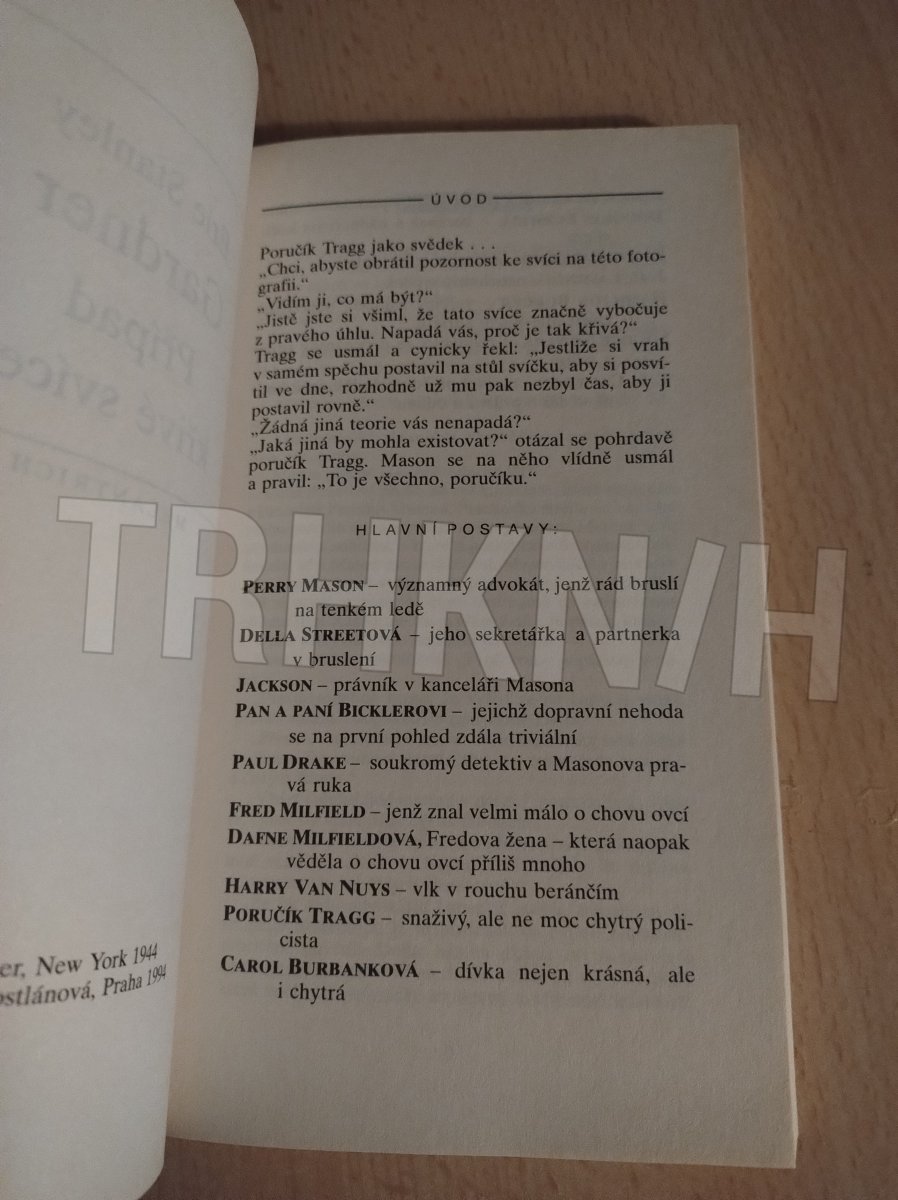 er, New York 1944
ostlánová, Praha 1994
ÚVOD
Poručík Tragg jako svědek . . .
„Chci, abyste obrátil pozornost ke svíci na této foto-
grafii.“
„Vidím ji, co má být?“
„Jistě jste si všiml, že tato svíce značně vybočuje
z pravého úhlu. Napadá vás, proč je tak křivá?“
Tragg se usmál a cynicky řekl: „Jestliže si vrah
v samém spěchu postavil na stůl svíčku, aby si posví-
til ve dne, rozhodně už mu pak nezbyl čas, aby ji
postavil rovně.“
„Žádná jiná teorie vás nenapadá?“
„Jaká jiná by mohla existovat?“ otázal se pohrdavě
poručík Tragg. Mason se na něho vlídně usmál
a pravil: „To je všechno, poručíku.“
HLAVNÍ POSTAVY:
PERRY MASON – významný advokát, jenž rád bruslí
na tenkém ledě
DELLA STREETOVÁ – jeho sekretářka a partnerka
v bruslení
JACKSON – právník v kanceláři Masona
PAN A PANÍ BICKLEROVI – jejichž dopravní nehoda
se na první pohled zdála triviální
PAUL DRAKE – soukromý detektiv a Masonova pra-
vá ruka
FRED MILFIELD – jenž znal velmi málo o chovu ovcí
DAFNE MILFIELDOVÁ, Fredova žena – která naopak
věděla o chovu ovcí příliš mnoho
HARRY VAN NUYS – vlk v rouchu beránčím
PORUČÍK TRAGG – snaživý, ale ne moc chytrý poli-
cista
CAROL BURBANKOVÁ – dívka nejen krásná, ale
i chytrá
TRHKN/H